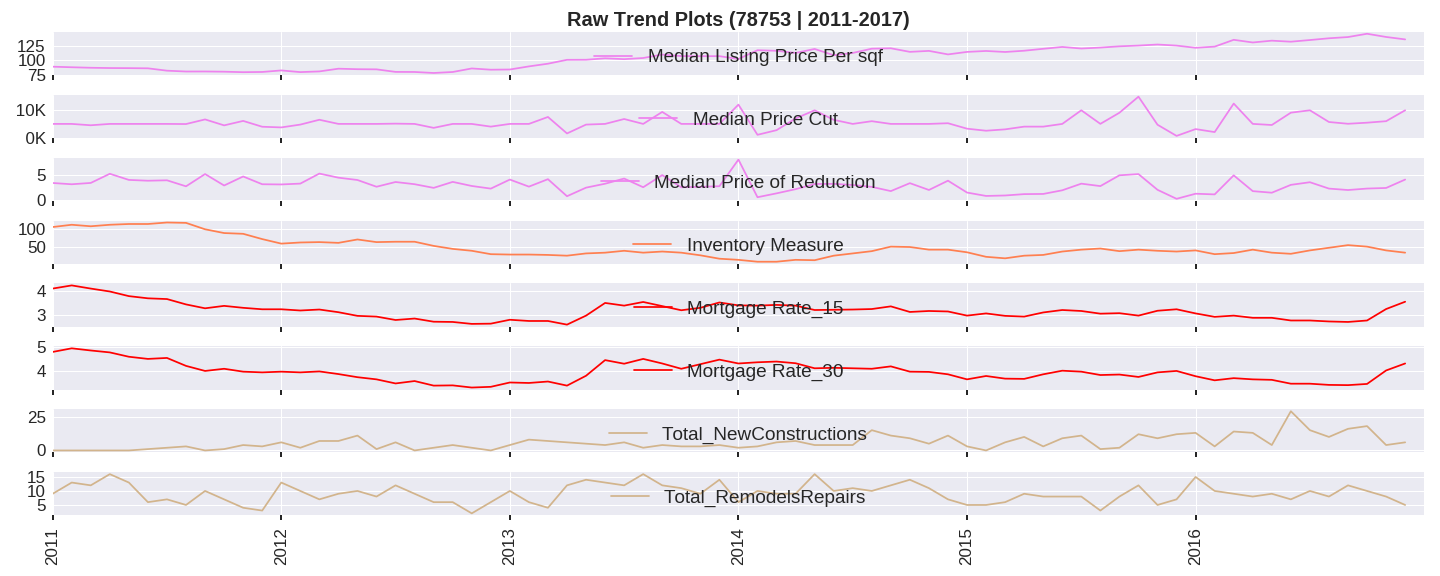 Raw Trend Plots (78753 | 2011-2017)
125
100
75
Median Listing Price Per sqf
10K
0K
Median Price Cut
5
0
Median Price of Reduction
100
50
Inventory Measure
4
3
Mortgage Rate_15
5
4
Mortgage Rate_30
25
0
Total_NewConstructions
15
10
5
Total_RemodelsRepairs
2011
2012
2013
2014
2015
2016